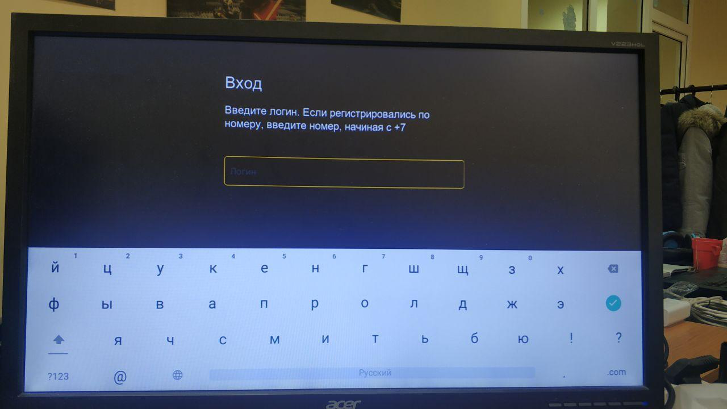 Вход
Введите логин. Если регистрировались по
номеру, введите номер, начиная с +7
Логин
1 2 3 4 5 6 7 8 9 0
й ц у к е н г ш щ з х
ф ы в а п р о л д ж э
я ч с м и т ь б ю ! ?
?123 @ Русский . .com
acer